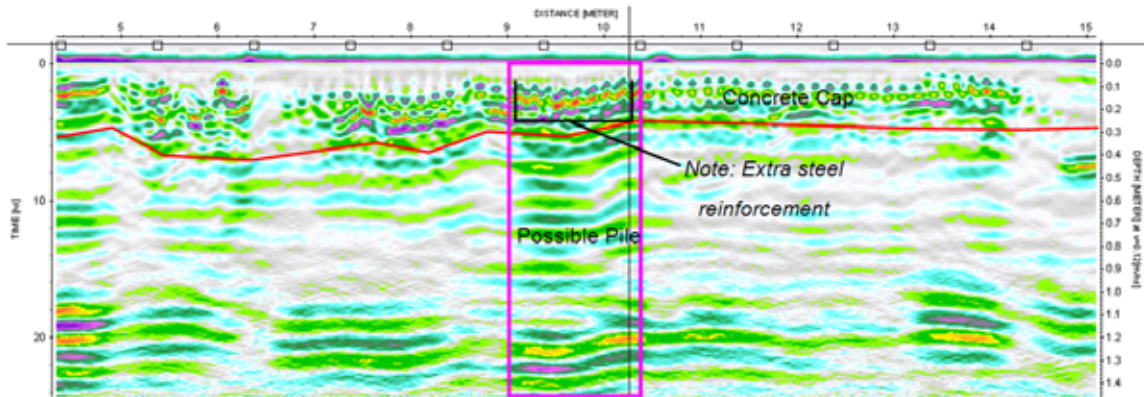 DISTANCE [METER]
5 6 7 8 9 10 11 12 13 14 15
0 0.0
0.1
Concrete Cap
0.2
0.3
0.4
Note: Extra steel
0.5
10
reinforcement
0.6
0.7
Possible Pile
0.8
0.9
1.0
1.1
20
1.2
1.3
1.4
TIME [ns]